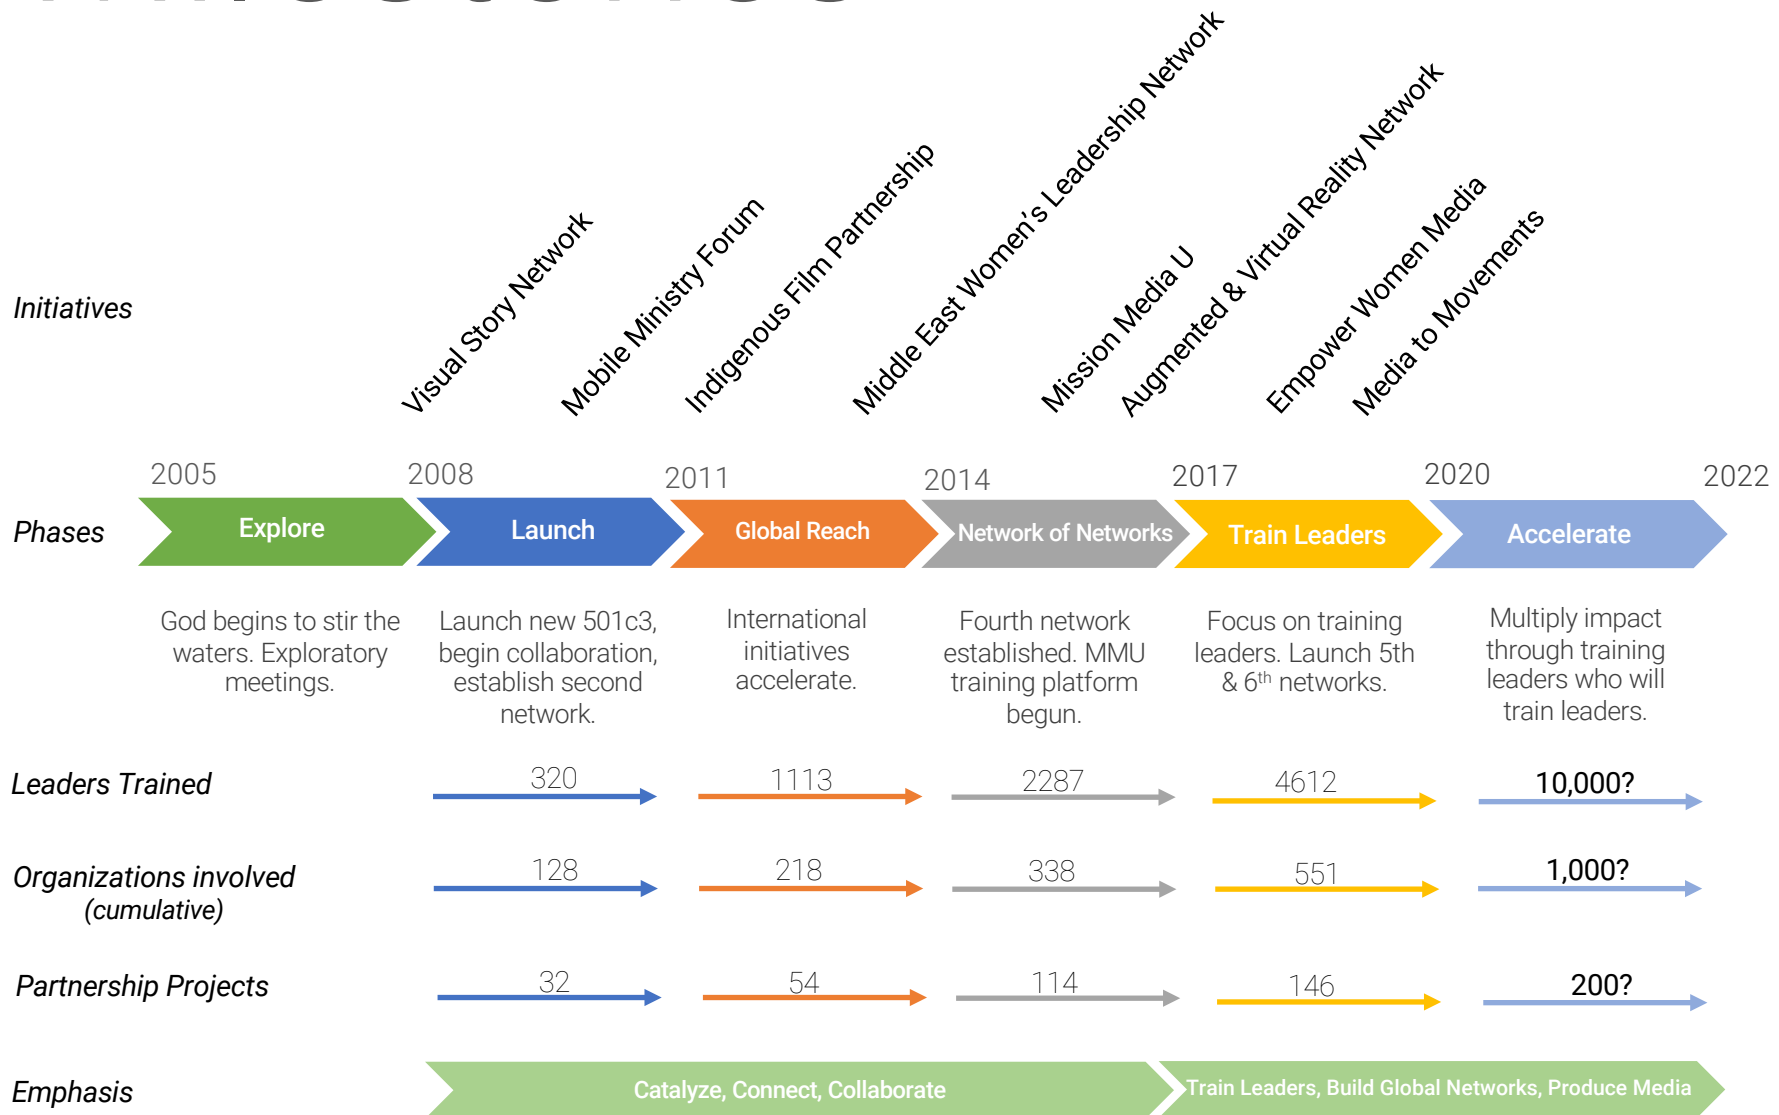 Initiatives
Visual Story Network
Mobile Ministry Forum
Indigenous Film Partnership
Middle East Women's Leadership Network
Mission Media U
Augmented & Virtual Reality Network
Empower Women Media
Media to Movements
2005
2008
2011
2014
2017
2020
2022
Phases
Explore
Launch
Global Reach
Network of Networks
Train Leaders
Accelerate
God begins to stir the
waters. Exploratory
meetings.
Launch new 501c3,
begin collaboration,
establish second
network.
International
initiatives
accelerate.
Fourth network
established. MMU
training platform
begun.
Focus on training
leaders. Launch 5th
& 6th networks.
Multiply impact
through training
leaders who will
train leaders.
Leaders Trained
320
1113
2287
4612
10,000?
Organizations involved
(cumulative)
128
218
338
551
1,000?
Partnership Projects
32
54
114
146
200?
Emphasis
Catalyze, Connect, Collaborate
Train Leaders, Build Global Networks, Produce Media